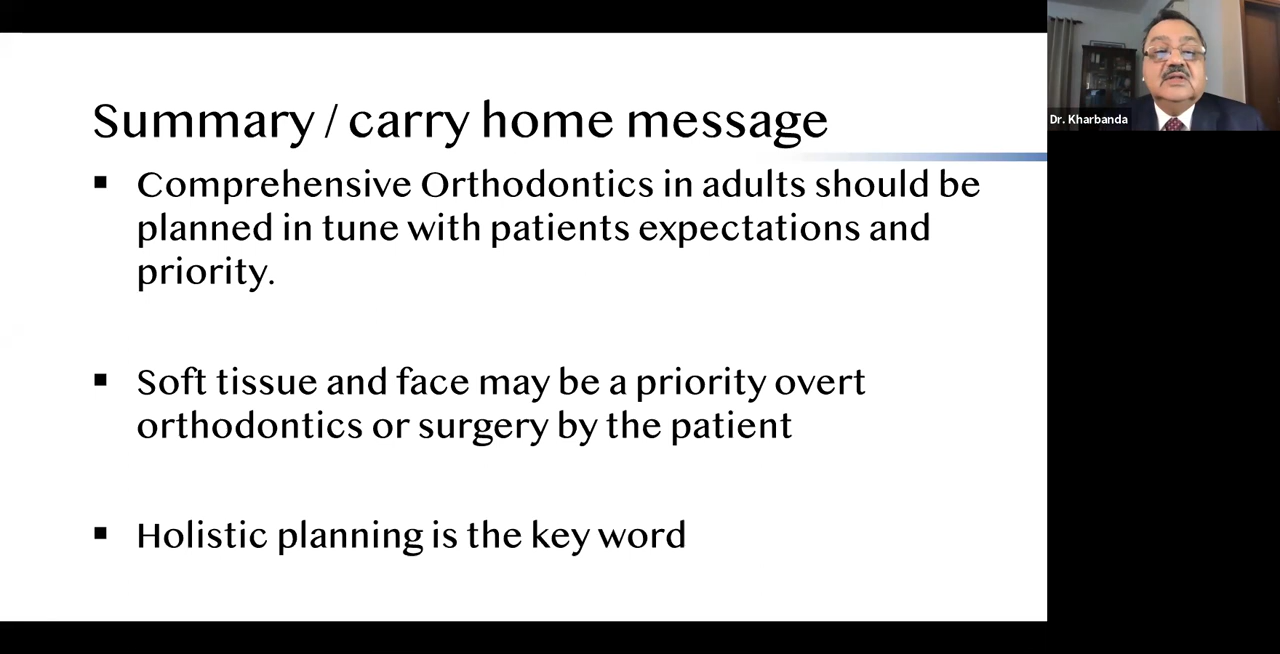 Summary / carry home message
▪ Comprehensive Orthodontics in adults should be
planned in tune with patients expectations and
priority.
▪ Soft tissue and face may be a priority overt
orthodontics or surgery by the patient
▪ Holistic planning is the key word
Dr. Kharbanda